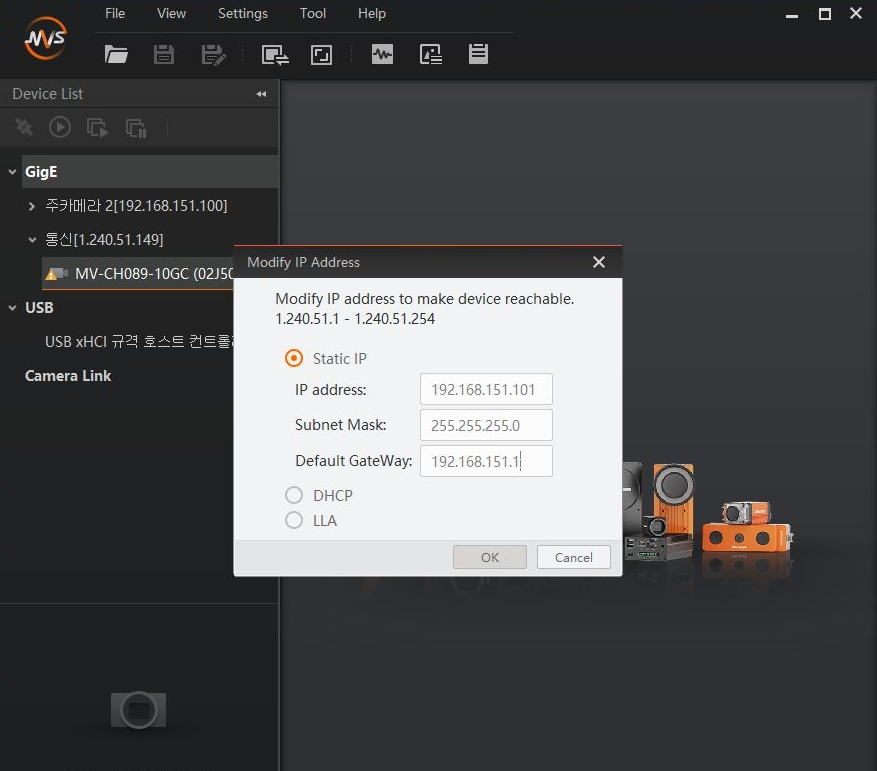 File View Settings Tool Help
MVS
Device List
GigE
주카메라 2[192.168.151.100]
통신[1.240.51.149]
MV-CH089-10GC (02J50
USB
USB xHCI 규격 호스트 컨트롤
Camera Link
Modify IP Address
Modify IP address to make device reachable.
1.240.51.1 - 1.240.51.254
Static IP
IP address: 192.168.151.101
Subnet Mask: 255.255.255.0
Default GateWay: 192.168.151.1
DHCP
LLA
OK Cancel